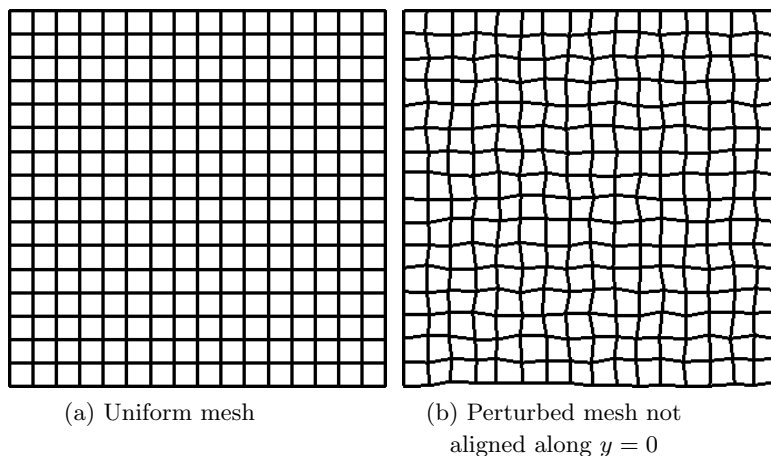 (a) Uniform mesh
(b) Perturbed mesh not
aligned along y = 0